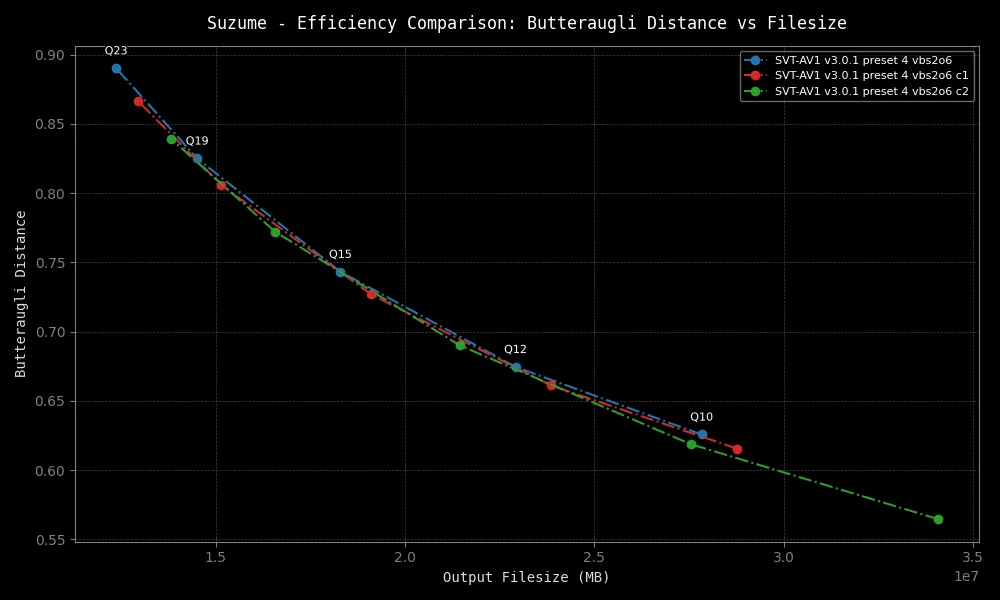 Suzume - Efficiency Comparison: Butteraugli Distance vs Filesize
SVT-AV1 v3.0.1 preset 4 vbs2o6
SVT-AV1 v3.0.1 preset 4 vbs2o6 c1
SVT-AV1 v3.0.1 preset 4 vbs2o6 c2
Q23
Q19
Q15
Q12
Q10
Butteraugli Distance
0.90
0.85
0.80
0.75
0.70
0.65
0.60
0.55
1.5 2.0 2.5 3.0 3.5
1e7
Output Filesize (MB)